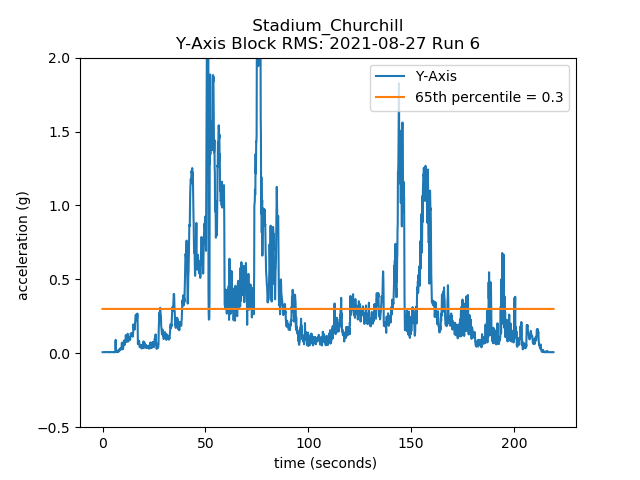 Stadium_Churchill
Y-Axis Block RMS: 2021-08-27 Run 6
Y-Axis
65th percentile = 0.3
2.0
1.5
1.0
0.5
0.0
−0.5
acceleration (g)
0 50 100 150 200
time (seconds)